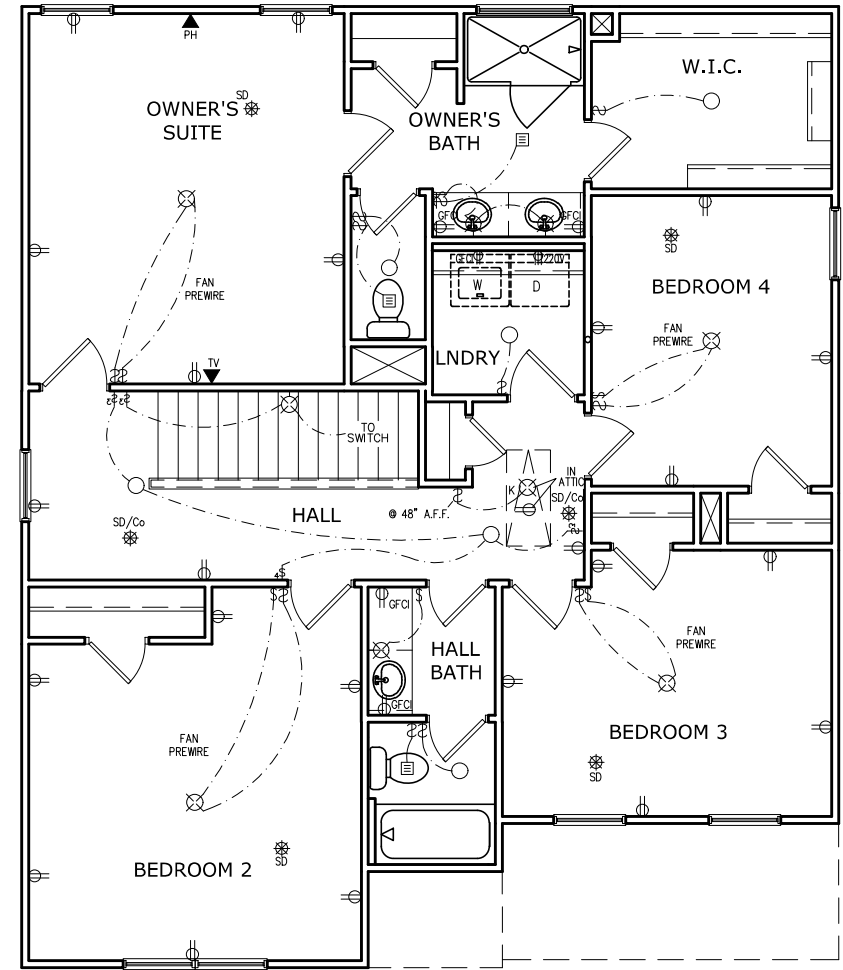 PH
SD
OWNER'S
SUITE
W.I.C.
OWNER'S
BATH
GFCI
GFCI
SD
FAN
PREWIRE
GFCI
220V
W
D
BEDROOM 4
FAN
PREWIRE
LNDRY
TV
TO
SWITCH
IN
ATTIC
K
SD/Co
HALL
@ 48" A.F.F.
SD/Co
GFCI
HALL
BATH
GFCI
FAN
PREWIRE
FAN
PREWIRE
BEDROOM 3
SD
SD
BEDROOM 2